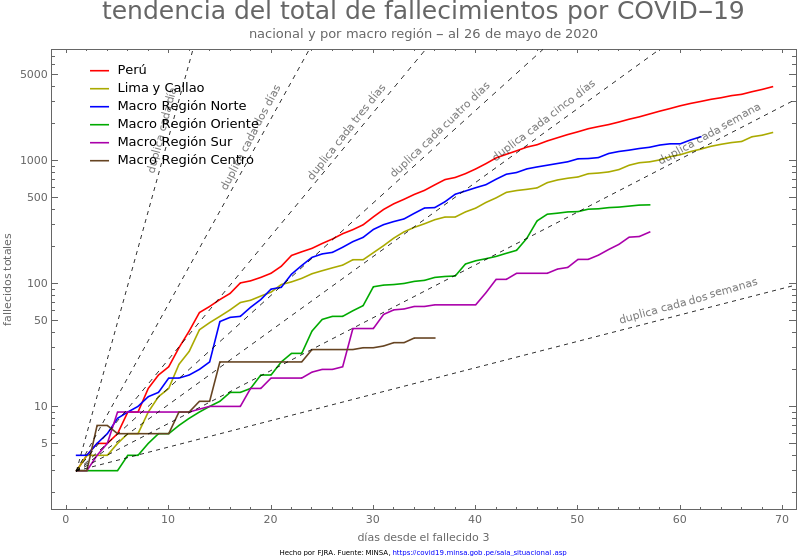 tendencia del total de fallecimientos por COVID–19
nacional y por macro región – al 26 de mayo de 2020
Perú
Lima y Callao
Macro Región Norte
Macro Región Oriente
Macro Región Sur
Macro Región Centro
duplica cada día
duplica cada dos días
duplica cada tres días
duplica cada cuatro días
duplica cada cinco días
duplica cada semana
duplica cada dos semanas
fallecidos totales
5000
1000
500
100
50
10
5
0 10 20 30 40 50 60 70
días desde el fallecido 3
Hecho por FJRA. Fuente: MINSA, https://covid19.minsa.gob.pe/sala_situacional.asp